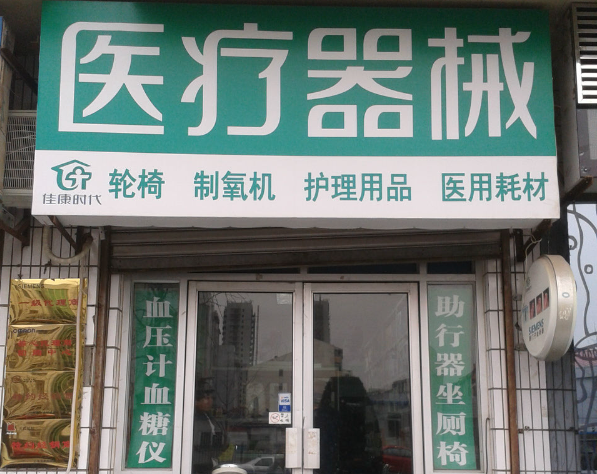 医疗器械
佳康时代
轮椅 制氧机 护理用品 医用耗材
血压计血糖仪
助行器坐厕椅
SIEMENS